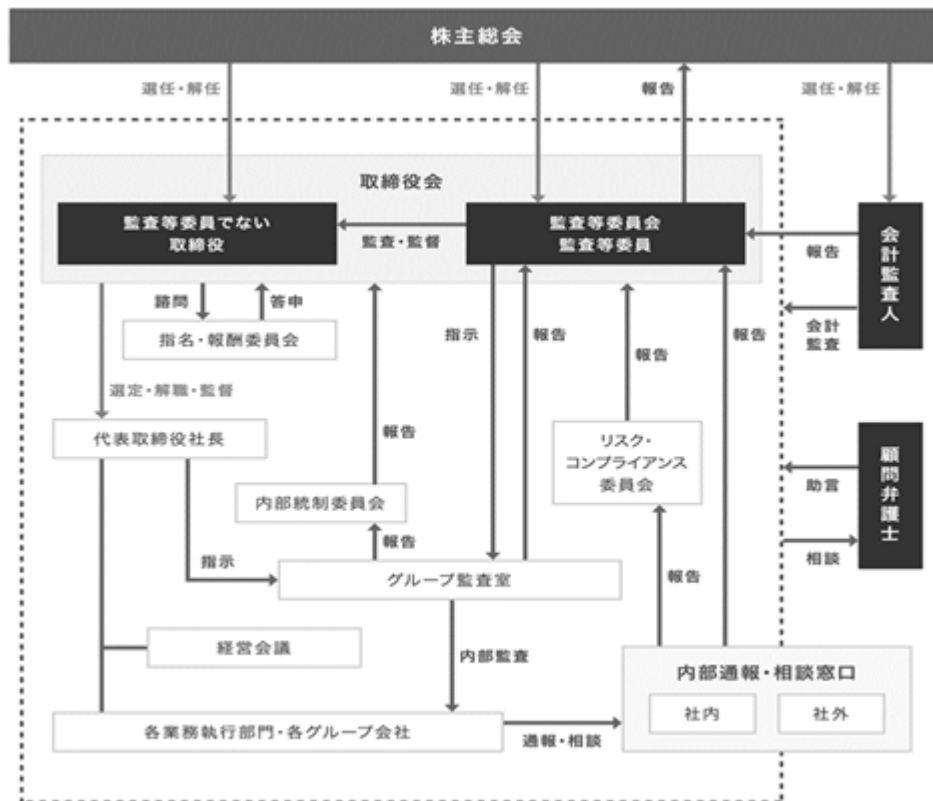 株主総会
選任・解任
選任・解任
報告
選任・解任
取締役会
監査等委員でない
取締役
監査・監督
監査等委員会
監査等委員
報告
会計監査人
諮問
答申
指示
報告
報告
報告
会計
監査
指名・報酬委員会
選定・解職・監督
代表取締役社長
報告
リスク・
コンプライアンス
委員会
顧問弁護士
助言
内部統制委員会
報告
相談
指示
グループ監査室
報告
経営会議
内部監査
内部通報・相談窓口
社内
社外
各業務執行部門・各グループ会社
通報・相談